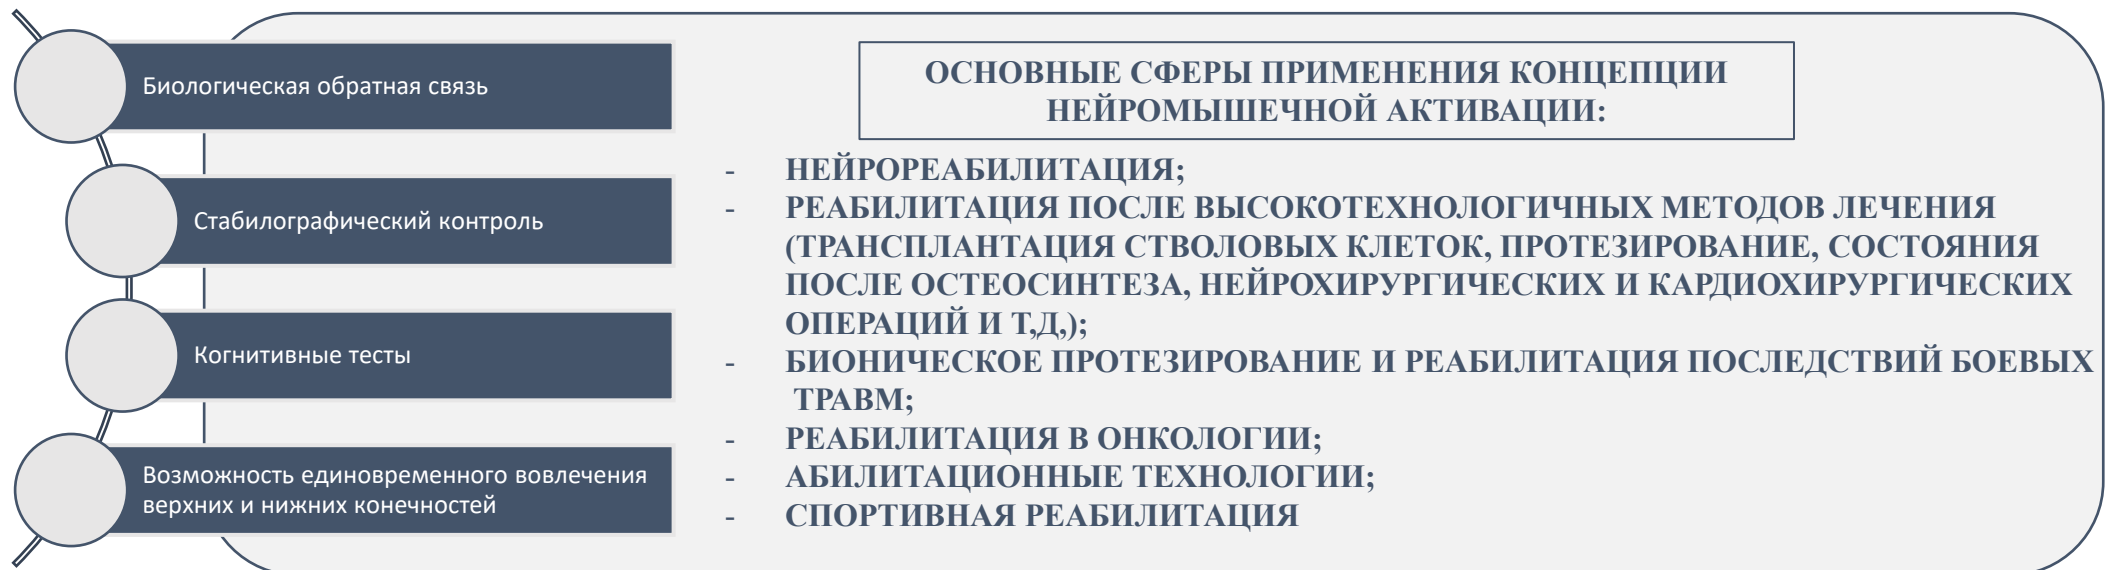 Биологическая обратная связь
Стабилографический контроль
Когнитивные тесты
Возможность единовременного вовлечения
верхних и нижних конечностей
ОСНОВНЫЕ СФЕРЫ ПРИМЕНЕНИЯ КОНЦЕПЦИИ
НЕЙРОМЫШЕЧНОЙ АКТИВАЦИИ:
- НЕЙРОРЕАБИЛИТАЦИЯ;
- РЕАБИЛИТАЦИЯ ПОСЛЕ ВЫСОКОТЕХНОЛОГИЧНЫХ МЕТОДОВ ЛЕЧЕНИЯ
(ТРАНСПЛАНТАЦИЯ СТВОЛОВЫХ КЛЕТОК, ПРОТЕЗИРОВАНИЕ, СОСТОЯНИЯ
ПОСЛЕ ОСТЕОСИНТЕЗА, НЕЙРОХИРУРГИЧЕСКИХ И КАРДИОХИРУРГИЧЕСКИХ
ОПЕРАЦИЙ И Т,Д,);
- БИОНИЧЕСКОЕ ПРОТЕЗИРОВАНИЕ И РЕАБИЛИТАЦИЯ ПОСЛЕДСТВИЙ БОЕВЫХ
ТРАВМ;
- РЕАБИЛИТАЦИЯ В ОНКОЛОГИИ;
- АБИЛИТАЦИОННЫЕ ТЕХНОЛОГИИ;
- СПОРТИВНАЯ РЕАБИЛИТАЦИЯ